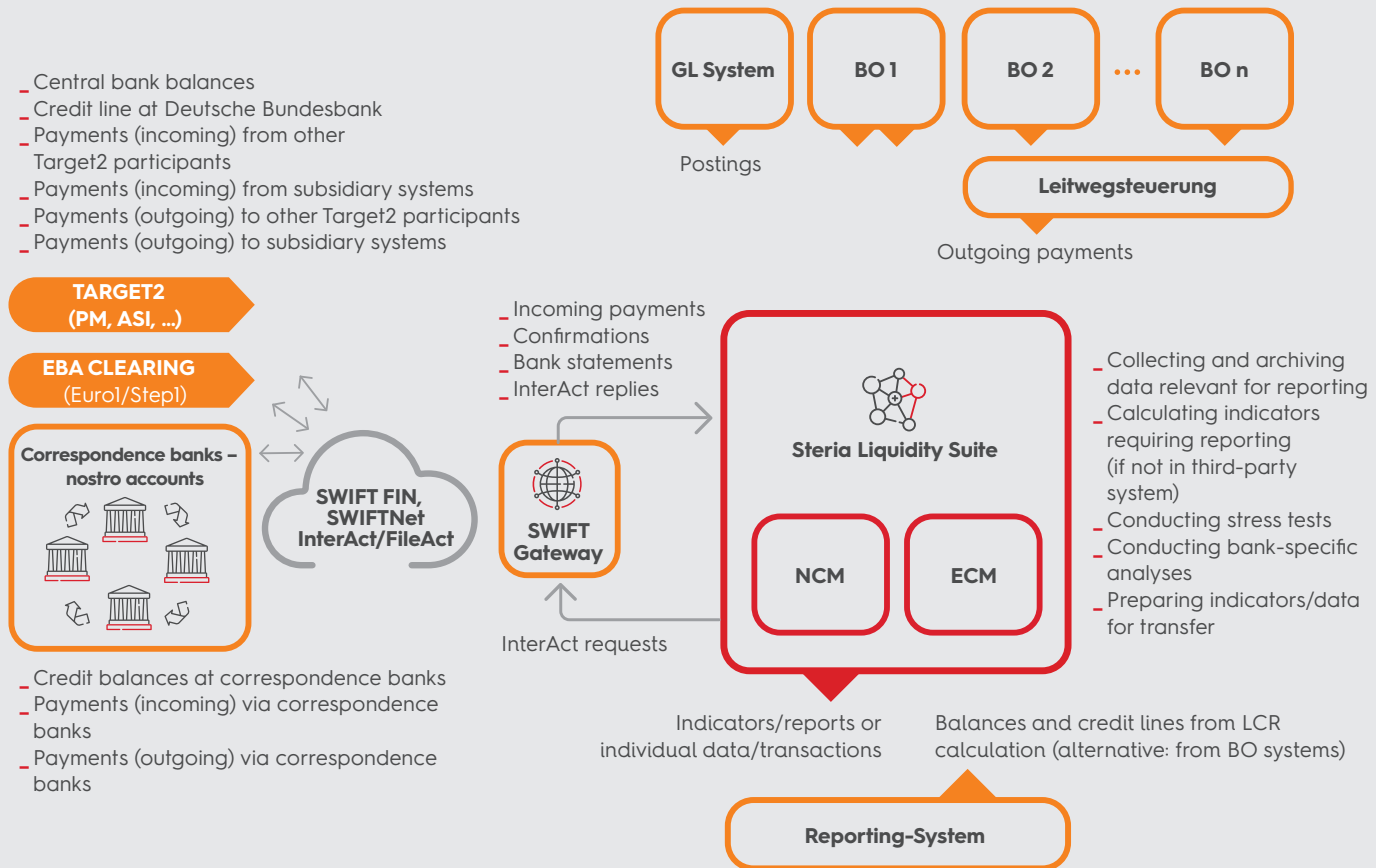 _ Central bank balances
_ Credit line at Deutsche Bundesbank
_ Payments (incoming) from other
Target2 participants
_ Payments (incoming) from subsidiary systems
_ Payments (outgoing) to other Target2 participants
_ Payments (outgoing) to subsidiary systems
GL System
BO 1
BO 2
...
BO n
Postings
Leitwegsteuerung
Outgoing payments
TARGET2
(PM, ASI, ...)
EBA CLEARING
(Euro1/Step1)
Correspondence banks –
nostro accounts
SWIFT FIN,
SWIFTNet
InterAct/FileAct
_ Incoming payments
_ Confirmations
_ Bank statements
_ InterAct replies
SWIFT
Gateway
InterAct requests
Steria Liquidity Suite
NCM
ECM
_ Collecting and archiving
data relevant for reporting
_ Calculating indicators
requiring reporting
(if not in third-party
system)
_ Conducting stress tests
_ Conducting bank-specific
analyses
_ Preparing indicators/data
for transfer
_ Credit balances at correspondence banks
_ Payments (incoming) via correspondence
banks
_ Payments (outgoing) via correspondence
banks
Indicators/reports or
individual data/transactions
Balances and credit lines from LCR
calculation (alternative: from BO systems)
Reporting-System